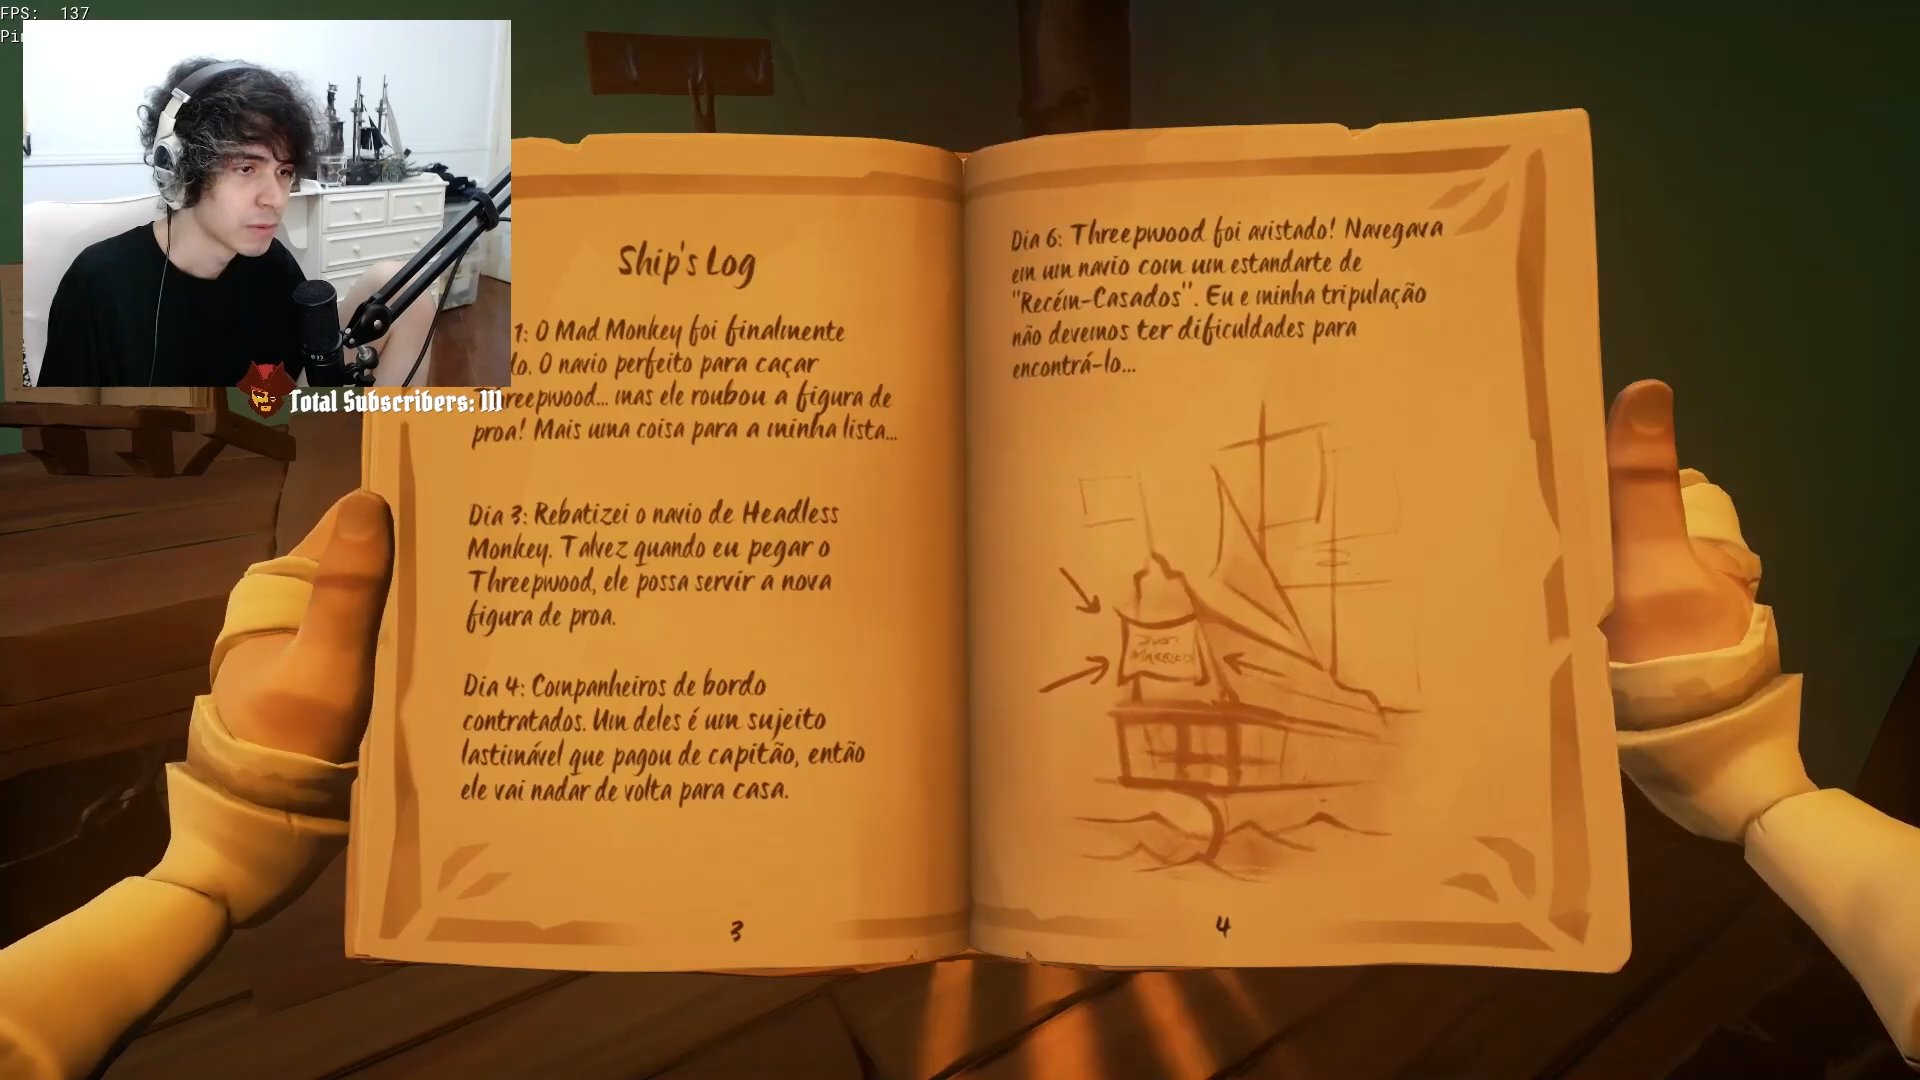 FPS: 137
Total Subscribers: 111
Ship's Log
1: O Mad Monkey foi finalmente
O navio perfeito para caçar
Threepwood... mas ele roubou a figura de
proa! Mais uma coisa para a minha lista...
Dia 3: Rebatizei o navio de Headless
Monkey. Talvez quando eu pegar o
Threepwood, ele possa servir a nova
figura de proa.
Dia 4: Companheiros de bordo
contratados. Um deles é um sujeito
lastimável que pagou de capitão, então
ele vai nadar de volta para casa.
3
Dia 6: Threepwood foi avistado! Navegava
em um navio com um estandarte de
"Recém-Casados". Eu e minha tripulação
não devemos ter dificuldades para
encontrá-lo...
JUST
MARRIED
4